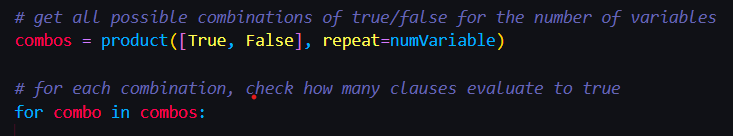 # get all possible combinations of true/false for the number of variables
combos = product([True, False], repeat=numVariable)
# for each combination, check how many clauses evaluate to true
for combo in combos: